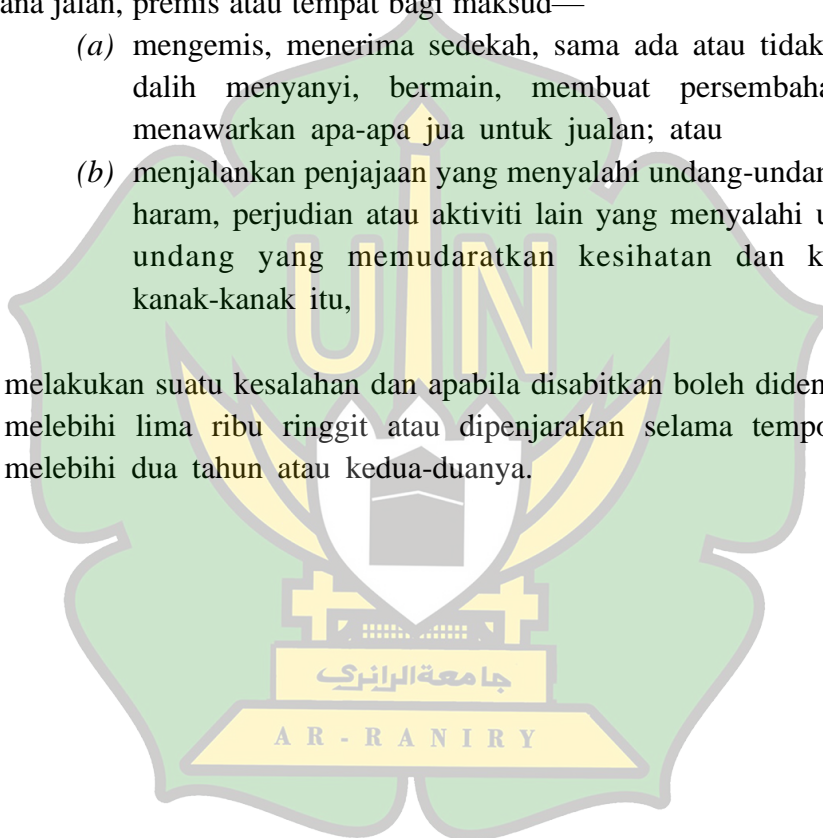 ana jalan, premis atau tempat bagi maksud—
(a) mengemis, menerima sedekah, sama ada atau tidak
dalih menyanyi, bermain, membuat persembaha
menawarkan apa-apa jua untuk jualan; atau
(b) menjalankan penjajaan yang menyalahi undang-undan
haram, perjudian atau aktiviti lain yang menyalahi u
undang yang memudaratkan kesihatan dan k
kanak-kanak itu,
UIN
melakukan suatu kesalahan dan apabila disabitkan boleh diden
melebihi lima ribu ringgit atau dipenjarakan selama tempo
melebihi dua tahun atau kedua-duanya.
جامعة الرانري
AR-RANIRY